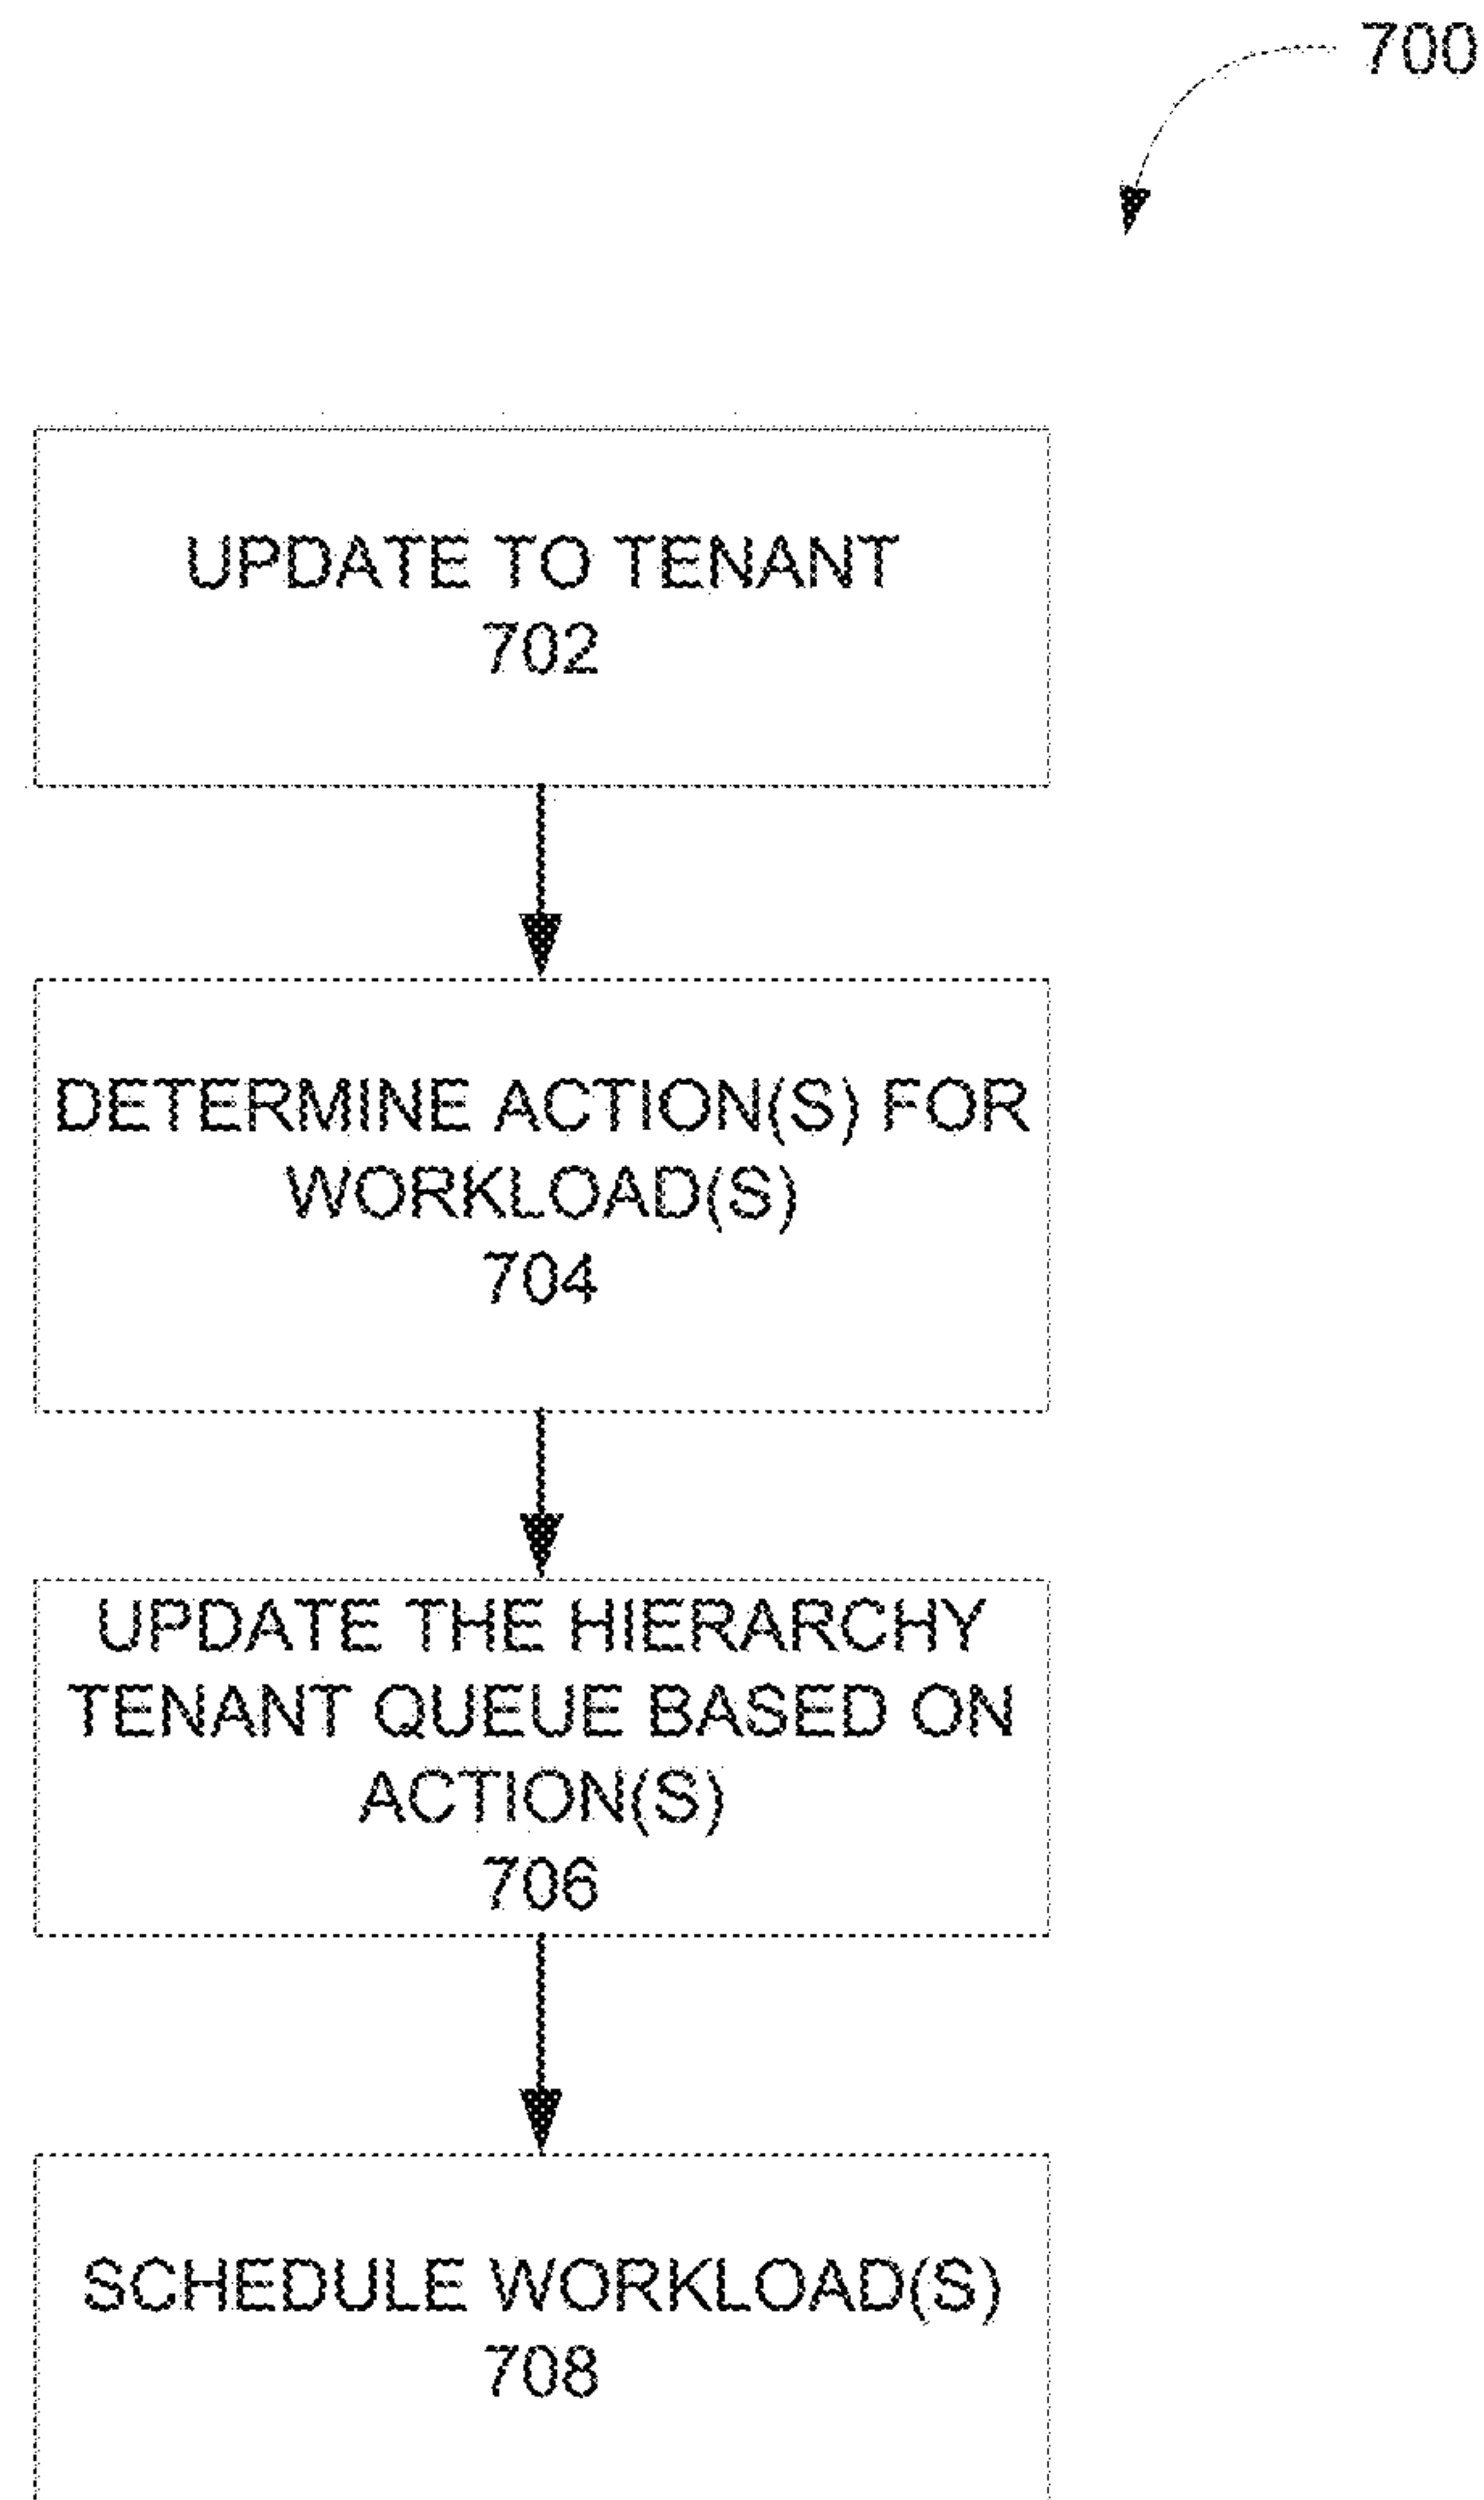 700
UPDATE TO TENANT
702
DETERMINE ACTION(S) FOR
WORKLOAD(S)
704
UPDATE THE HIERARCHY
TENANT QUEUE BASED ON
ACTION(S)
706
SCHEDULE WORKLOAD(S)
708